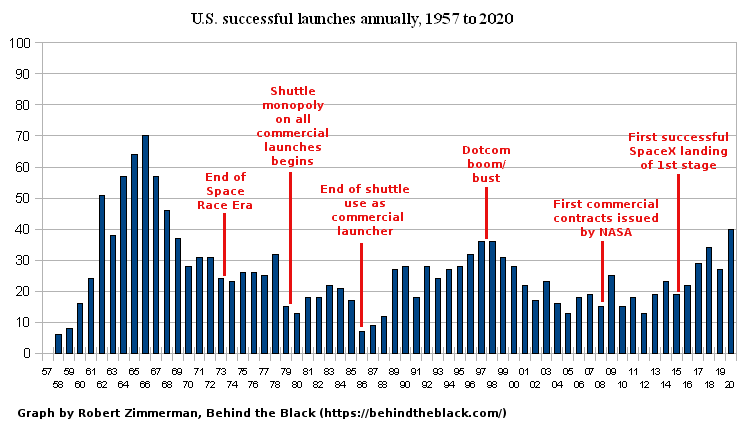 U.S. successful launches annually, 1957 to 2020
100
90
80
70
60
50
40
30
20
10
0
Shuttle
monopoly
on all
commercial
launches
begins
End of
Space
Race Era
End of shuttle
use as
commercial
launcher
Dotcom
boom/
bust
First commercial
contracts issued
by NASA
First successful
SpaceX landing
of 1st stage
57 59 61 63 65 67 69 71 73 75 77 79 81 83 85 87 89 91 93 95 97 99 01 03 05 07 09 11 13 15 17 19
58 60 62 64 66 68 70 72 74 76 78 80 82 84 86 88 90 92 94 96 98 00 02 04 06 08 10 12 14 16 18 20
Graph by Robert Zimmerman, Behind the Black (https://behindtheblack.com/)